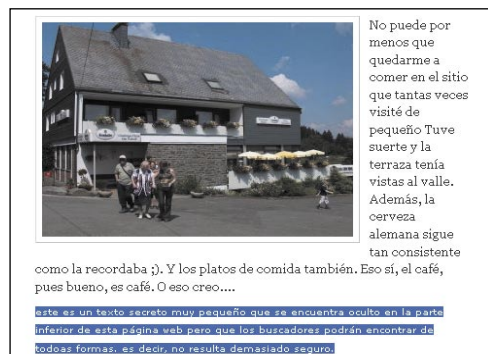 No puede por
menos que
quedarme a
comer en el sitio
que tantas veces
visité de
pequeño Tuve
suerte y la
terraza tenía
vistas al valle.
Además, la
cerveza
alemana sigue
tan consistente
como la recordaba ;). Y los platos de comida también. Eso sí, el café,
pues bueno, es café. O eso creo....
este es un texto secreto muy pequeño que se encuentra oculto en la parte
inferior de esta página web pero que los buscadores podrán encontrar de
todoas formas. es decir, no resulta demasiado seguro.